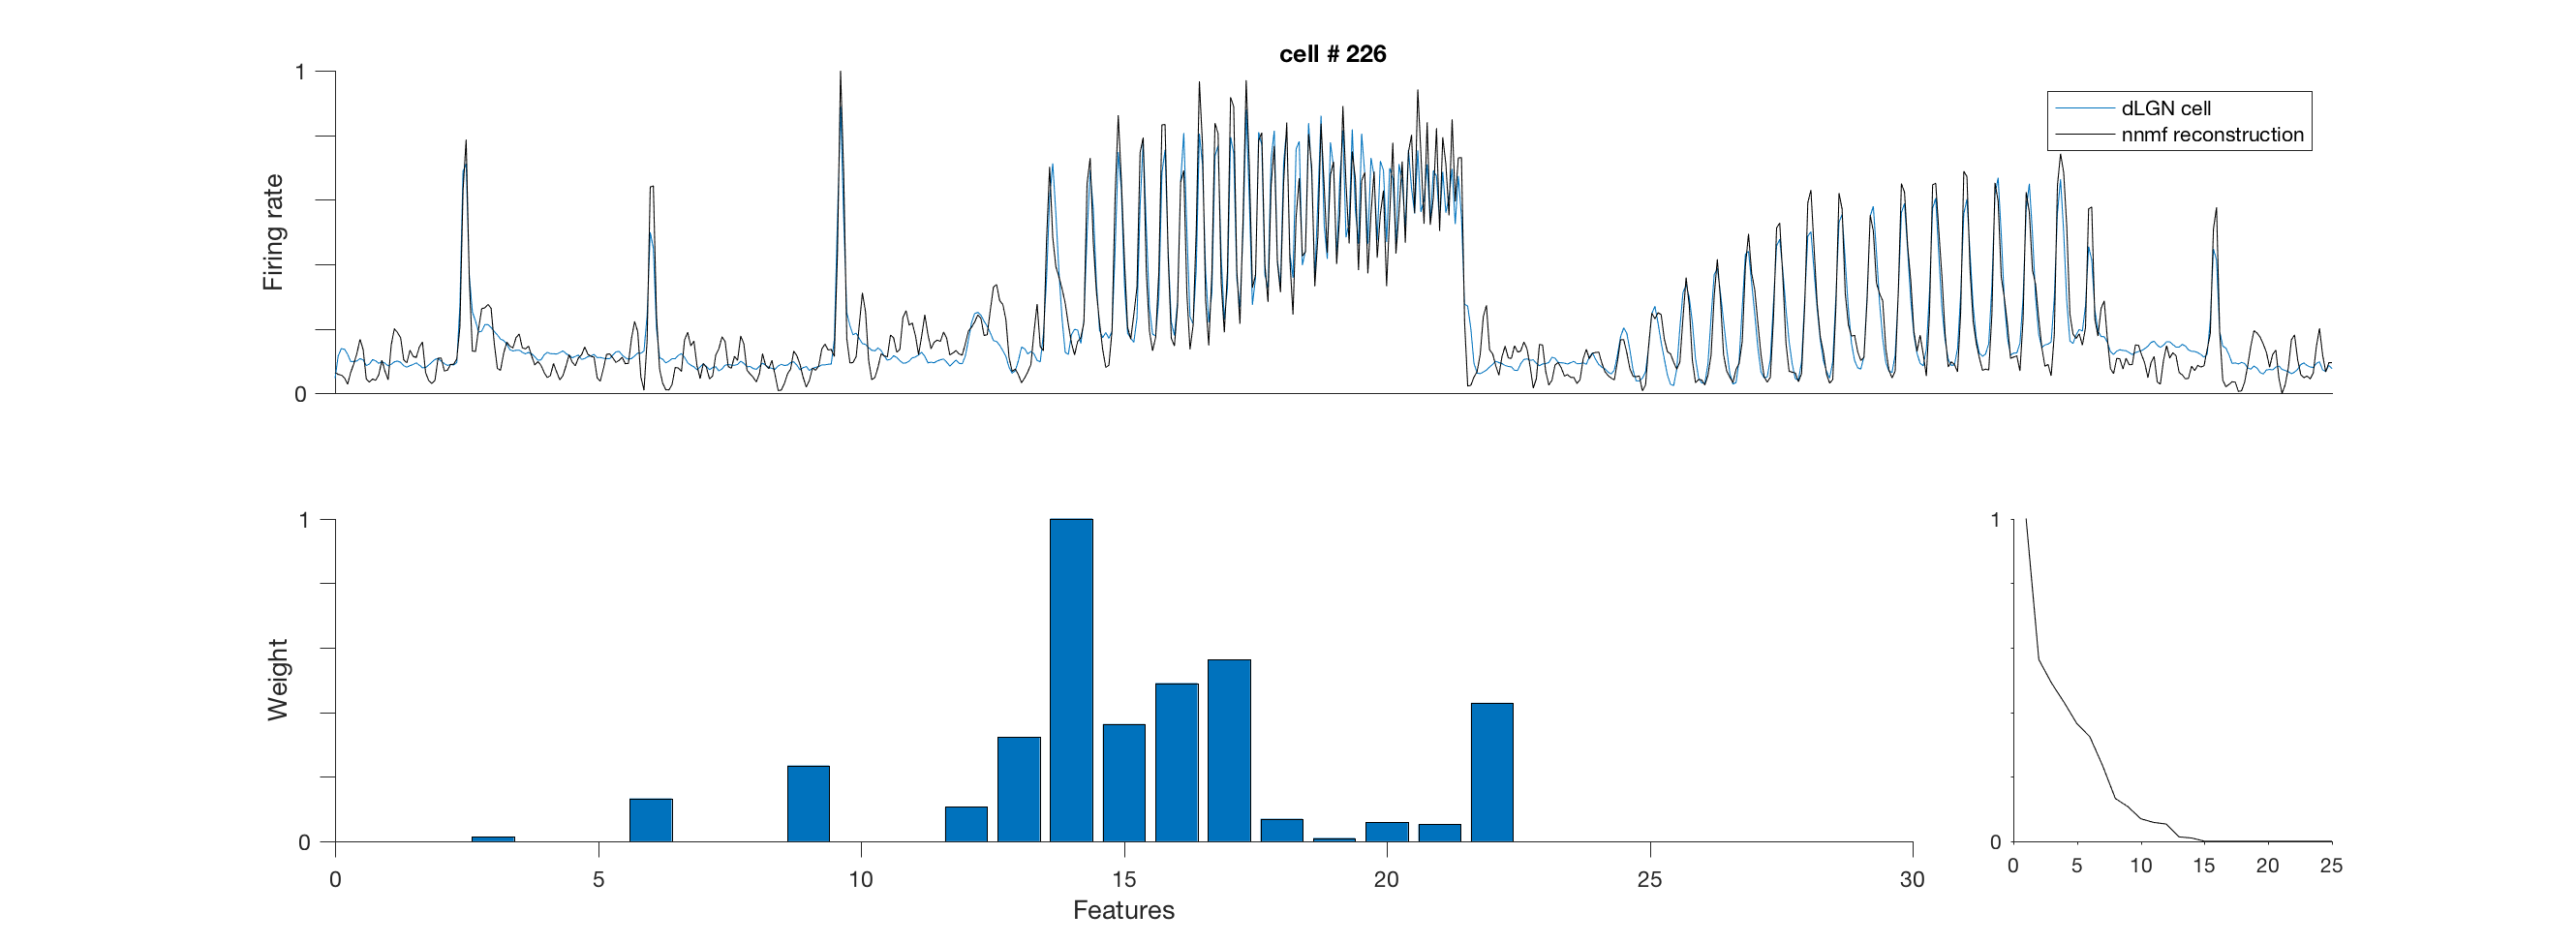 cell # 226
1
dLGN cell
nnmf reconstruction
Firing rate
0
1
1
Weight
0
0
0 5 10 15 20 25
0 5 10 15 20 25 30
Features